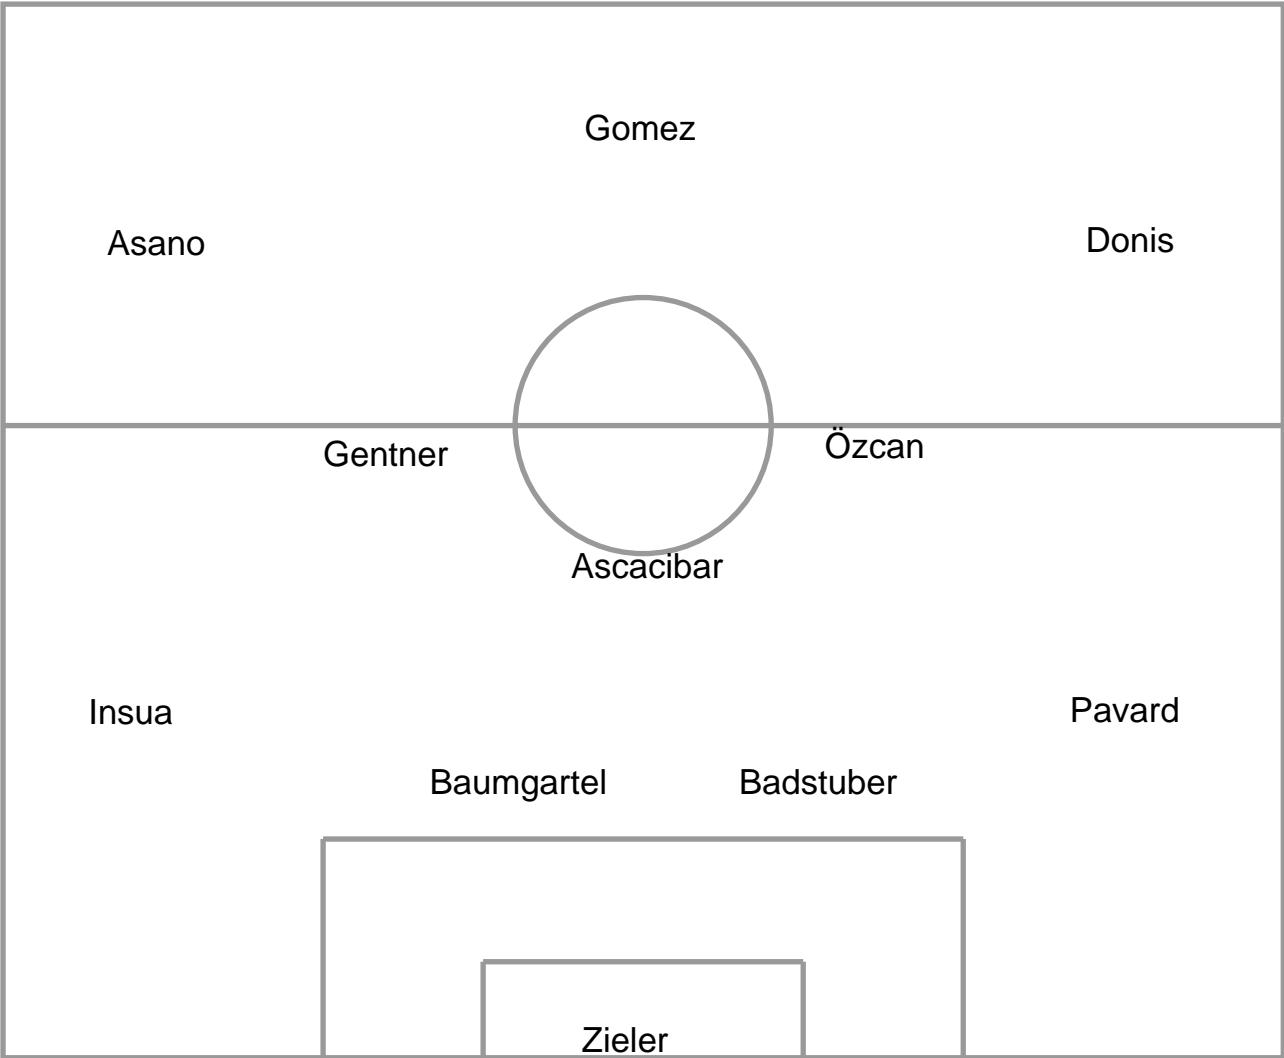 Gomez
Asano
Donis
Gentner
Özcan
Ascacibar
Insua
Pavard
Baumgartel
Badstuber
Zieler